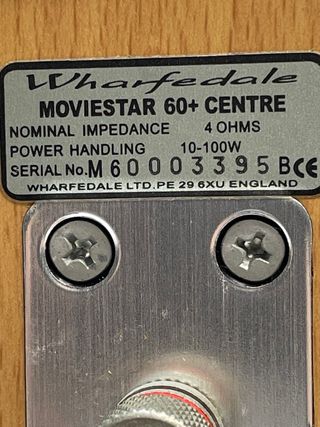 Wharfedale
MOVIESTAR 60+ CENTRE
NOMINAL IMPEDANCE 4 OHMS
POWER HANDLING 10-100W
SERIAL No. M60003395B CE
WHARFEDALE LTD. PE 29 6XU ENGLAND